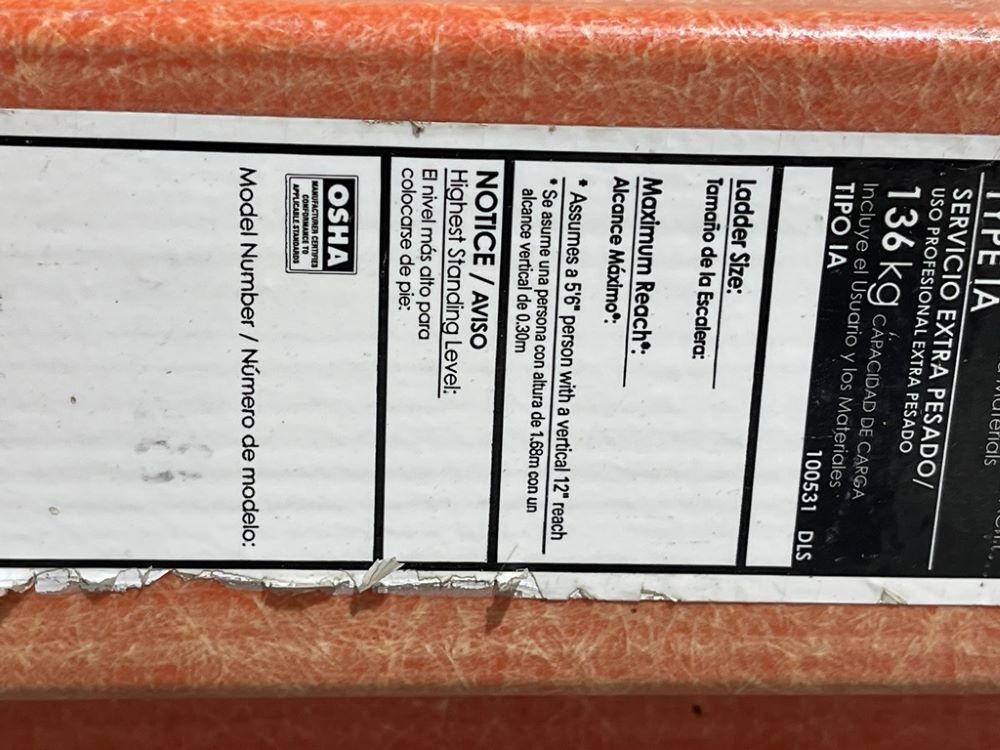 TYPE IA
SERVICIO EXTRA PESADO/
USO PROFESIONAL EXTRA PESADO
136 kg CAPACIDAD DE CARGA
Incluye el Usuario y los Materiales
TIPO IA
100531 DLS
Ladder Size:
Tamaño de la Escalera:
Maximum Reach*:
Alcance Máximo*:
* Assumes a 5'6" person with a vertical 12" reach
* Se assume una persona con altura de 1.68m con un
alcance vertical de 0.30m
NOTICE / AVISO
Highest Standing Level:
El nivel más alto para
colocarse de pie:
OSHA
MANUFACTURER CERTIFIES
CONFORMANCE TO
APPLICABLE STANDARDS
Model Number / Número de modelo: